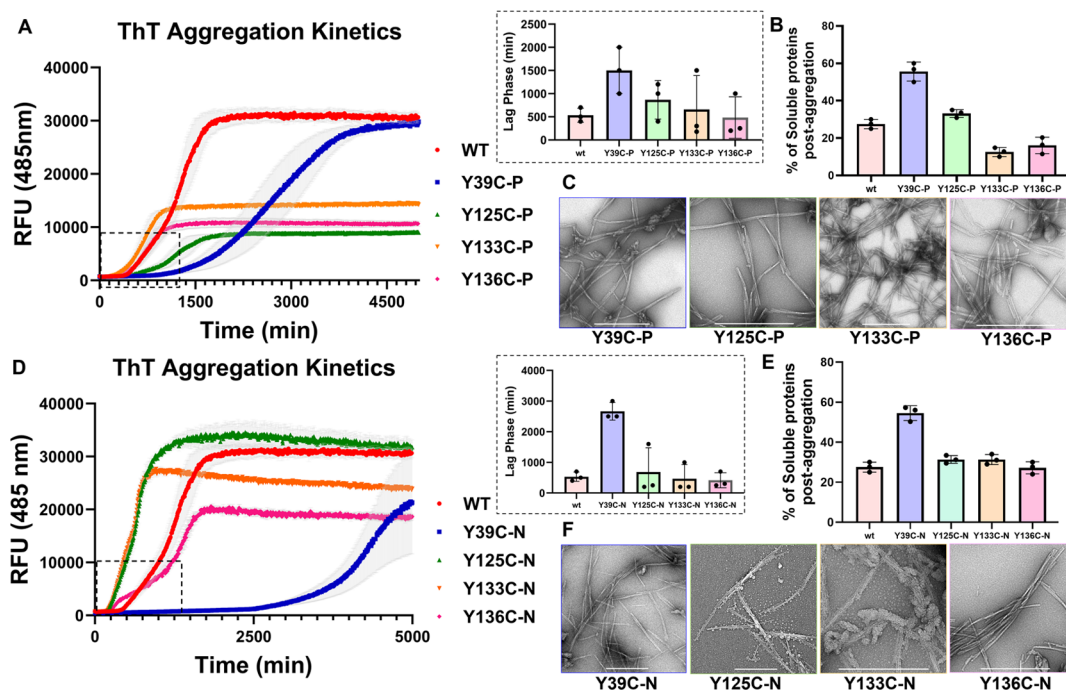 A
ThT Aggregation Kinetics
RFU (485nm)
40000
30000
20000
10000
0
0
1500
3000
4500
Time (min)
WT
Y39C-P
Y125C-P
Y133C-P
Y136C-P
Lag Phase (min)
2500
2000
1500
1000
500
0
wt
Y39C-P
Y125C-P
Y133C-P
Y136C-P
B
% of Soluble proteins
post-aggregation
80
60
40
20
0
wt
Y39C-P
Y125C-P
Y133C-P
Y136C-P
C
Y39C-P
Y125C-P
Y133C-P
Y136C-P
D
ThT Aggregation Kinetics
RFU (485 nm)
40000
30000
20000
10000
0
0
2500
5000
Time (min)
WT
Y39C-N
Y125C-N
Y133C-N
Y136C-N
Lag Phase (min)
4000
3000
2000
1000
0
wt
Y39C-N
Y125C-N
Y133C-N
Y136C-N
E
% of Soluble proteins
post-aggregation
80
60
40
20
0
wt
Y39C-N
Y125C-N
Y133C-N
Y136C-N
F
Y39C-N
Y125C-N
Y133C-N
Y136C-N